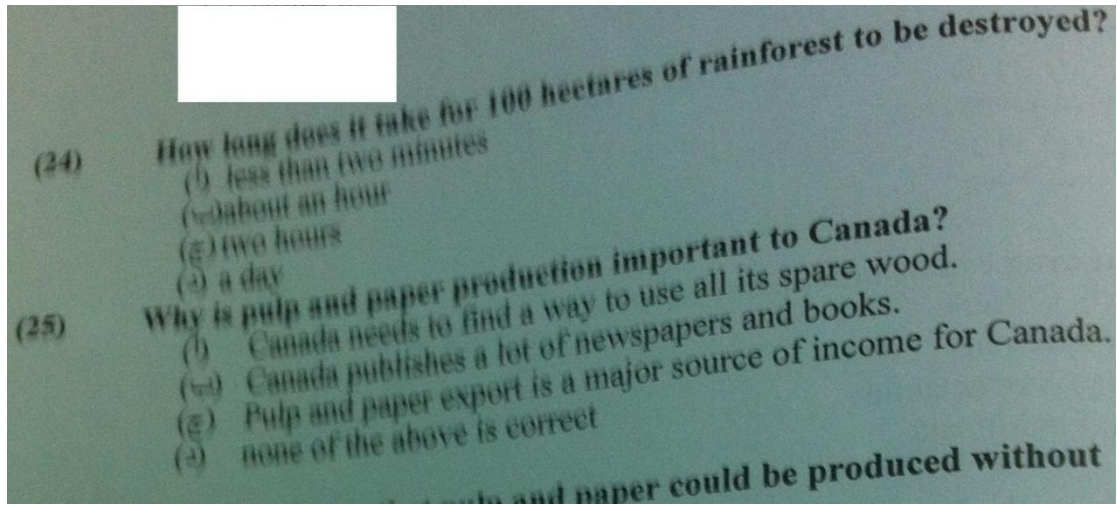 (24) How long does it take for 100 hectares of rainforest to be destroyed?
(أ) less than two minutes
(ب) about an hour
(ج) two hours
(د) a day
(25) Why is pulp and paper production important to Canada?
(أ) Canada needs to find a way to use all its spare wood.
(ب) Canada publishes a lot of newspapers and books.
(ج) Pulp and paper export is a major source of income for Canada.
(د) none of the above is correct
pulp and paper could be produced without